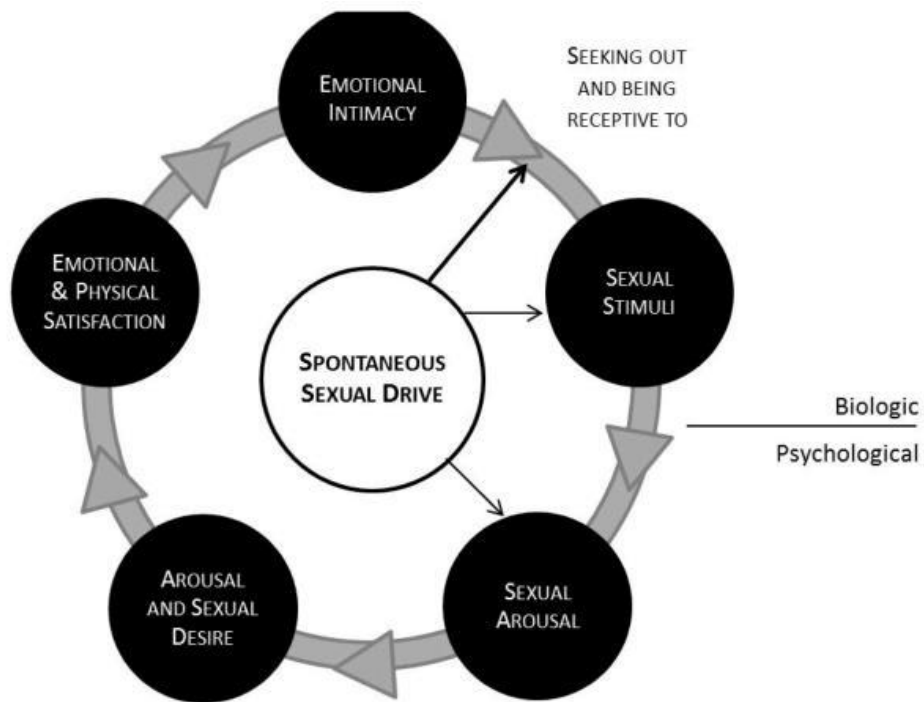 EMOTIONAL
INTIMACY
SEEKING OUT
AND BEING
RECEPTIVE TO
SEXUAL
STIMULI
Biologic
Psychological
SEXUAL
AROUSAL
AROUSAL
AND SEXUAL
DESIRE
EMOTIONAL
& PHYSICAL
SATISFACTION
SPONTANEOUS
SEXUAL DRIVE